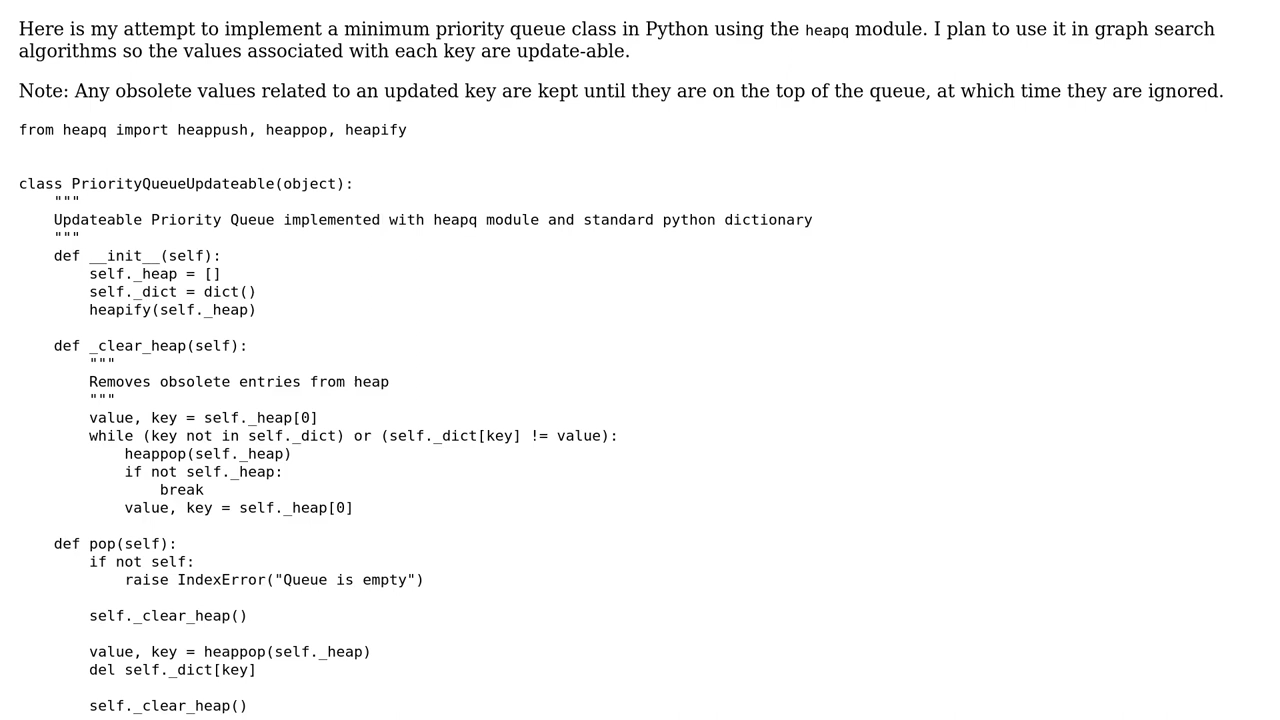 Here is my attempt to implement a minimum priority queue class in Python using the heapq module. I plan to use it in graph search
algorithms so the values associated with each key are update-able.
Note: Any obsolete values related to an updated key are kept until they are on the top of the queue, at which time they are ignored.
from heapq import heappush, heappop, heapify
class PriorityQueueUpdateable(object):
    """
    Updateable Priority Queue implemented with heapq module and standard python dictionary
    """
    def __init__(self):
        self._heap = []
        self._dict = dict()
        heapify(self._heap)
    def _clear_heap(self):
        """
        Removes obsolete entries from heap
        """
        value, key = self._heap[0]
        while (key not in self._dict) or (self._dict[key] != value):
            heappop(self._heap)
            if not self._heap:
                break
            value, key = self._heap[0]
    def pop(self):
        if not self:
            raise IndexError("Queue is empty")
        self._clear_heap()
        value, key = heappop(self._heap)
        del self._dict[key]
        self._clear_heap()